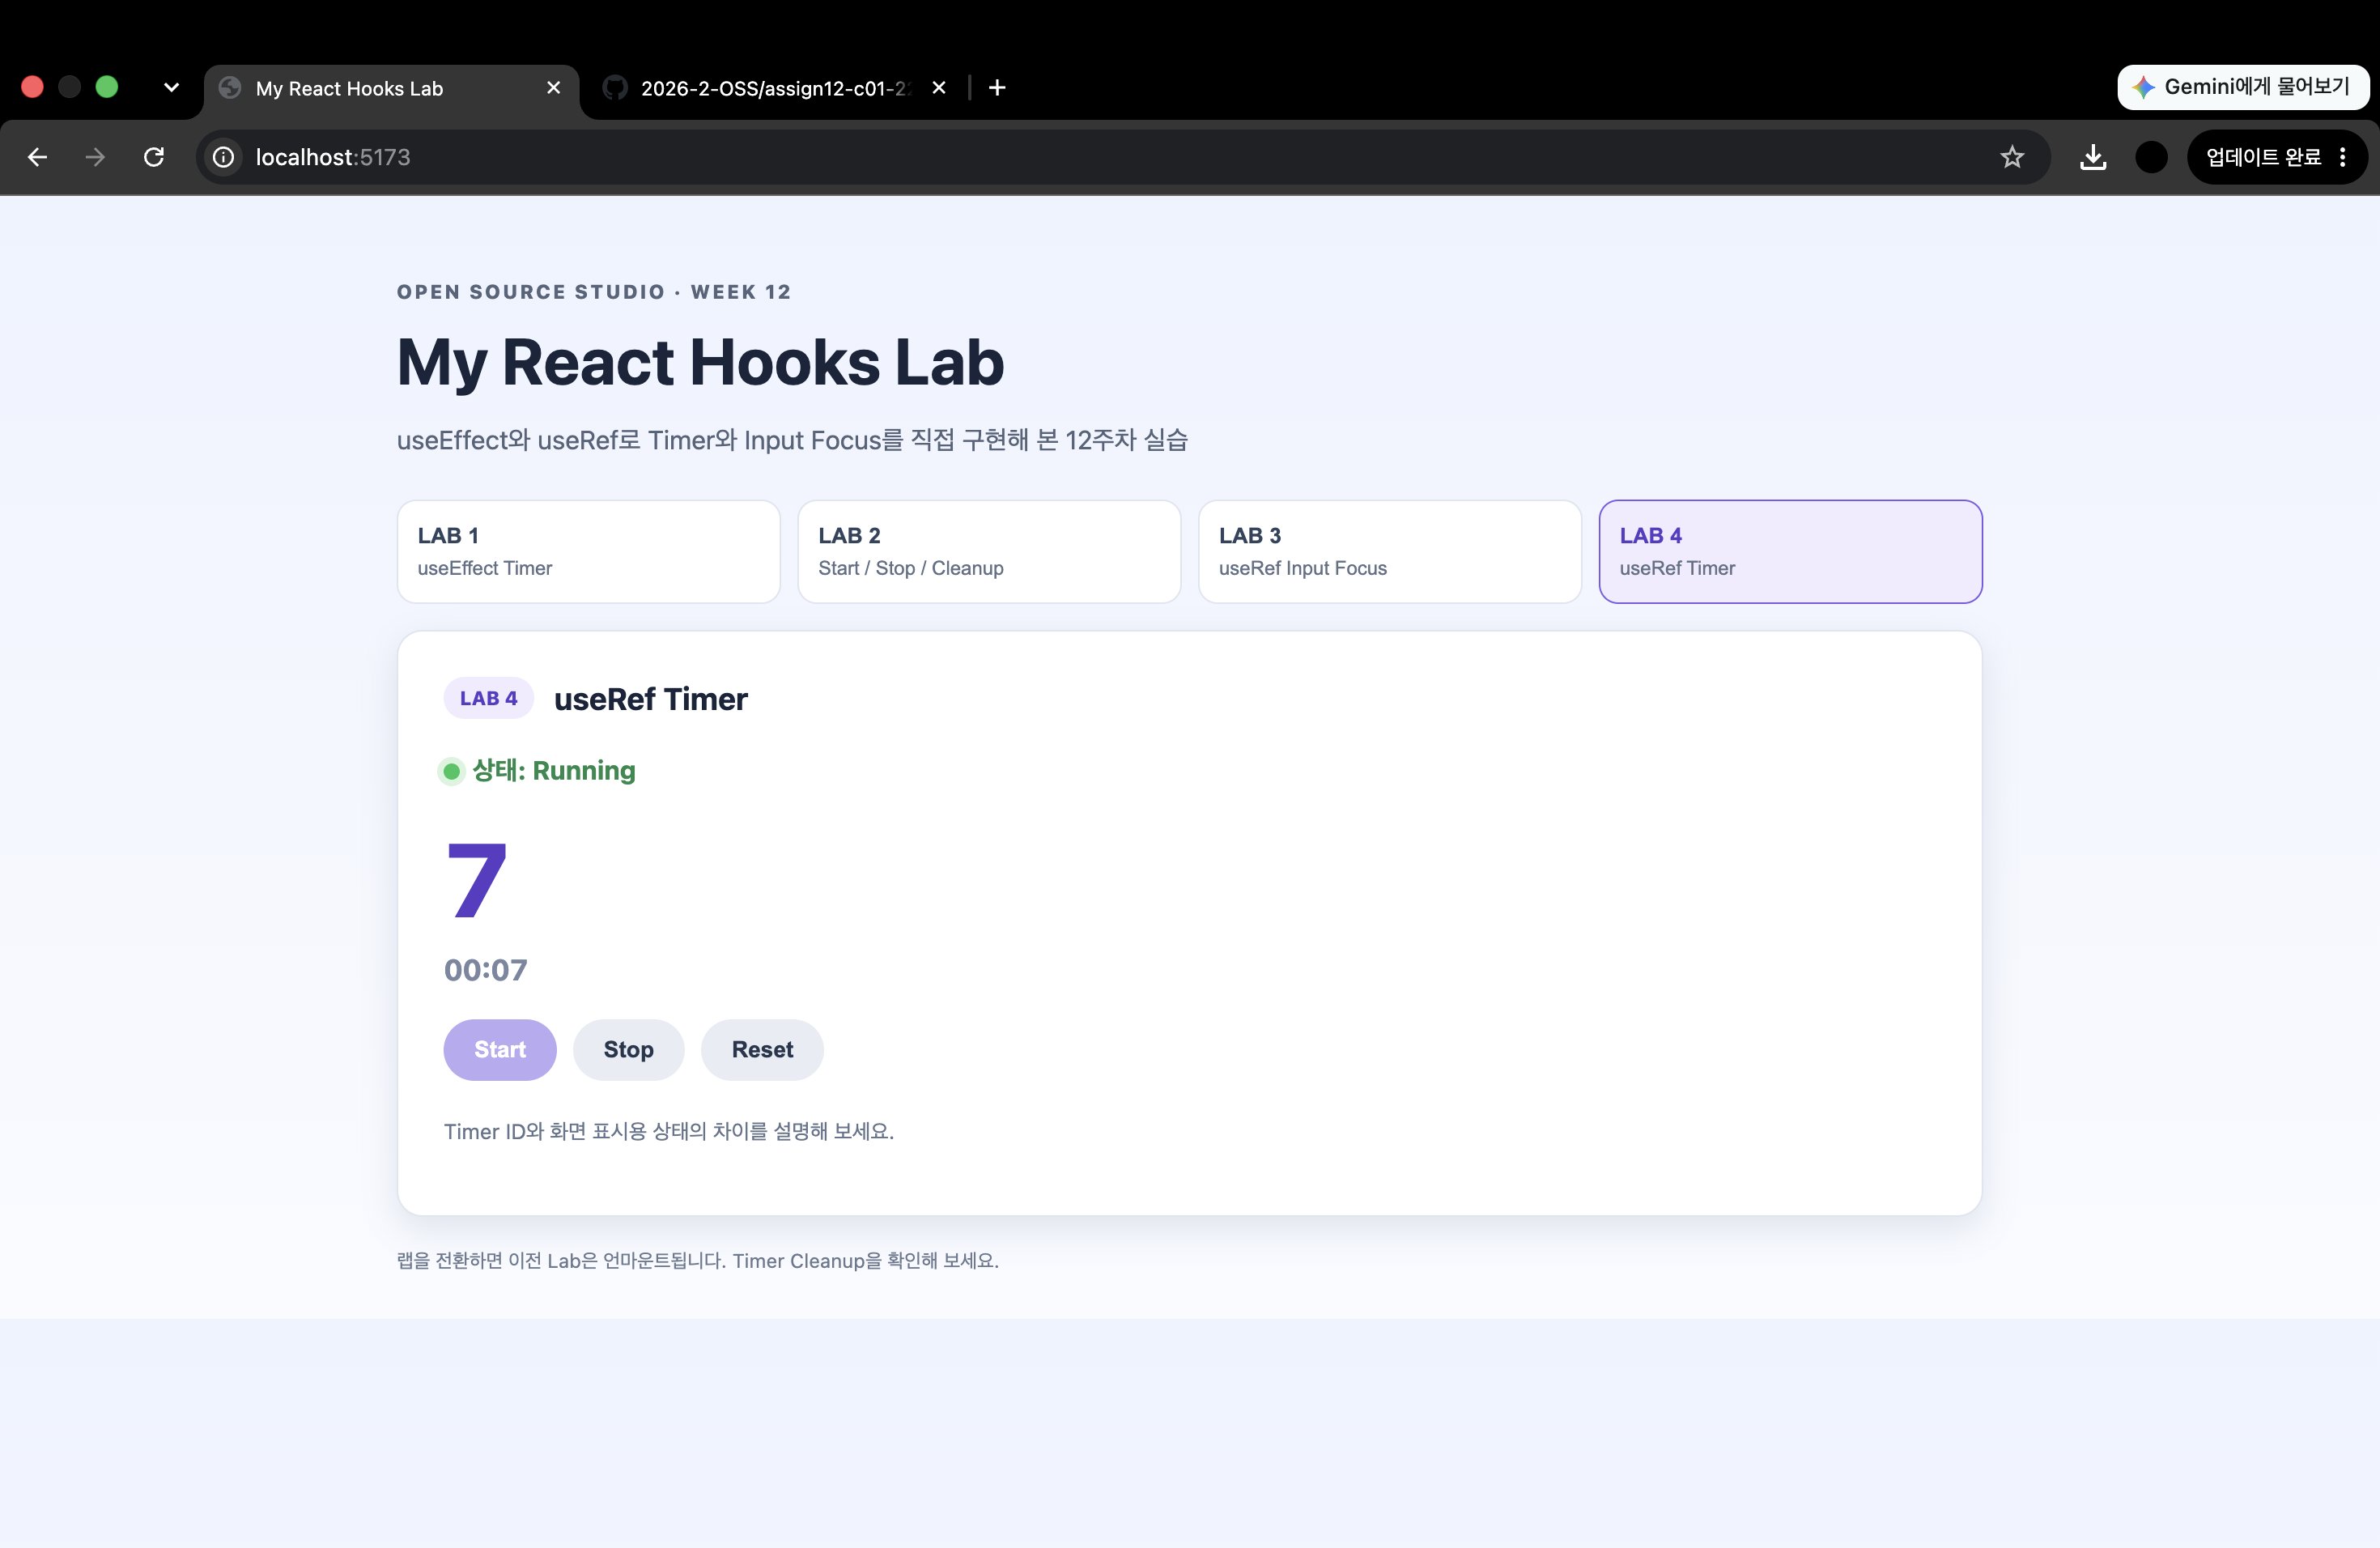 My React Hooks Lab
2026-2-OSS/assign12-c01-2
Gemini에게 물어보기
localhost:5173
업데이트 완료
OPEN SOURCE STUDIO · WEEK 12
My React Hooks Lab
useEffect와 useRef로 Timer와 Input Focus를 직접 구현해 본 12주차 실습
LAB 1
useEffect Timer
LAB 2
Start / Stop / Cleanup
LAB 3
useRef Input Focus
LAB 4
useRef Timer
LAB 4 useRef Timer
상태: Running
7
00:07
Start Stop Reset
Timer ID와 화면 표시용 상태의 차이를 설명해 보세요.
랩을 전환하면 이전 Lab은 언마운트됩니다. Timer Cleanup을 확인해 보세요.